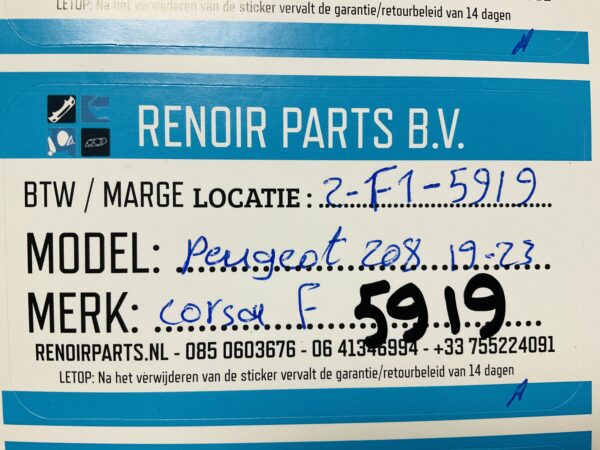 LETOP: Na het verwijderen van de sticker vervalt de garantie/retourbeleid van 14 dagen
A
RENOIR PARTS B.V.
BTW / MARGE LOCATIE: 2-F1-5919
MODEL: Peugeot 208 19-23
MERK: corsa F 5919
RENOIRPARTS.NL - 085 0603676 - 06 41346994 - +33 755224091
LETOP: Na het verwijderen van de sticker vervalt de garantie/retourbeleid van 14 dagen
A